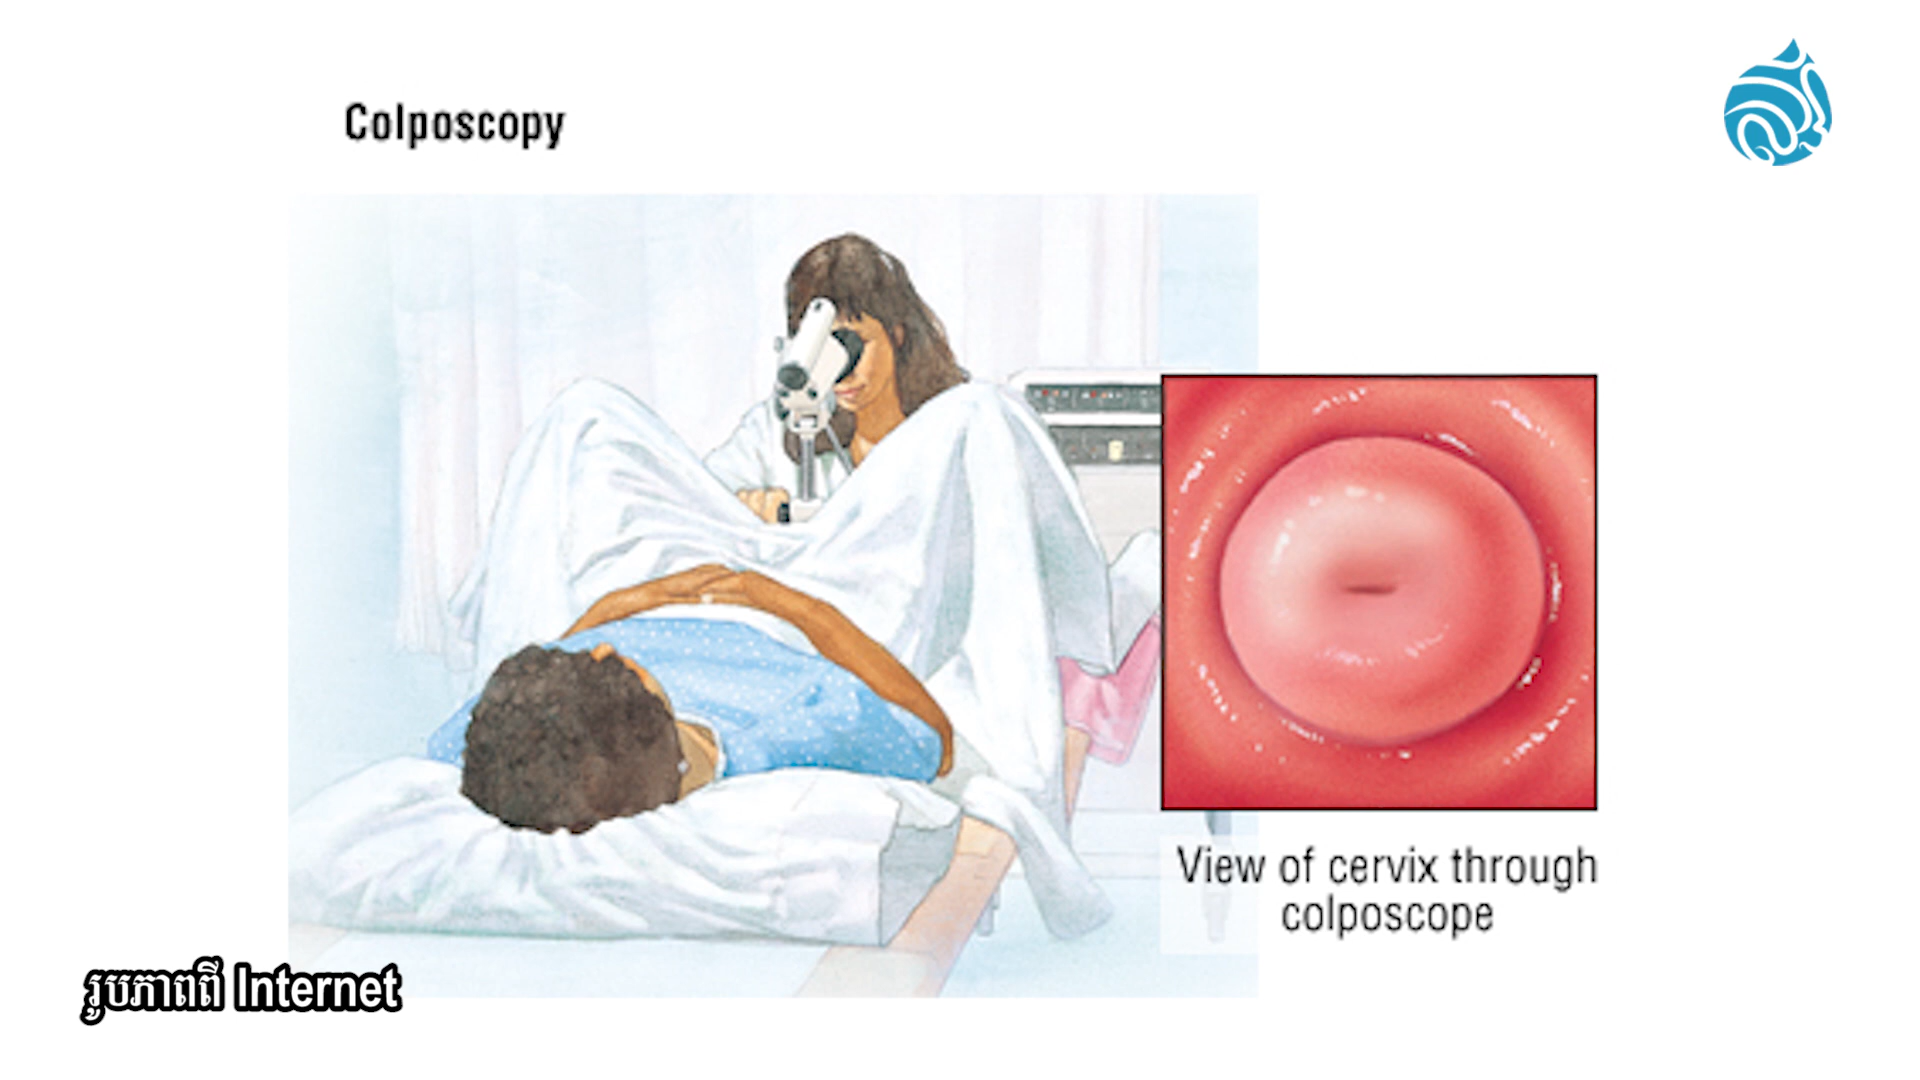 Colposcopy
View of cervix through
colposcope
រូបភាពពី Internet